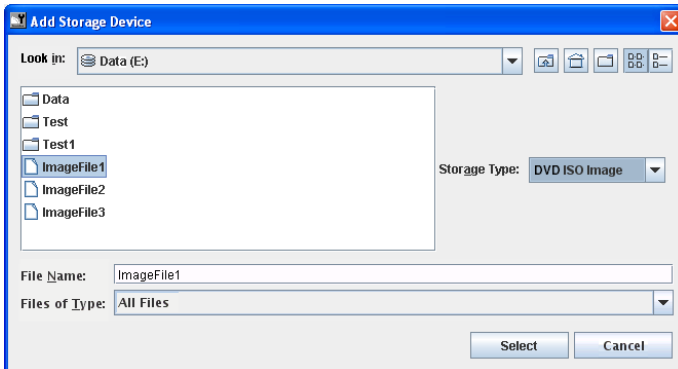 Add Storage Device
Look in: Data (E:)
Data
Test
Test1
ImageFile1
ImageFile2
ImageFile3
Storage Type: DVD ISO Image
File Name: ImageFile1
Files of Type: All Files
Select Cancel